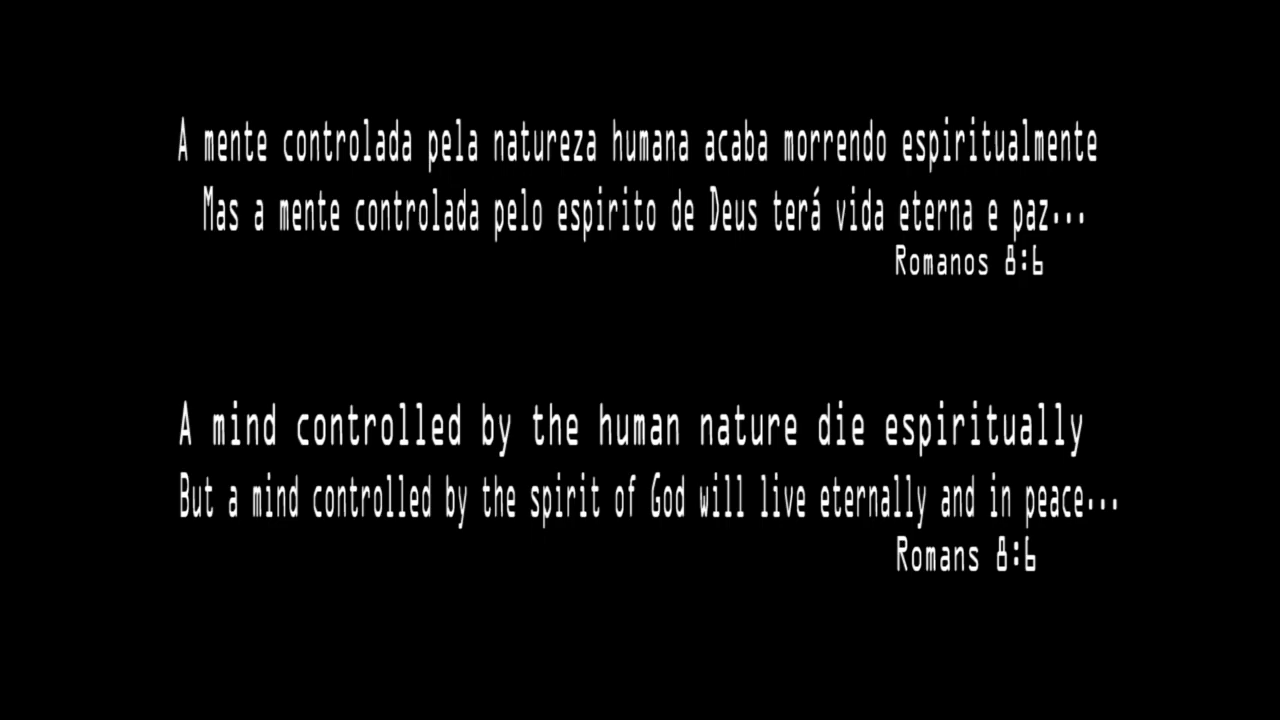 A mente controlada pela natureza humana acaba morrendo espiritualmente
Mas a mente controlada pelo espirito de Deus terá vida eterna e paz...
Romanos 8:6
A mind controlled by the human nature die espiritually
But a mind controlled by the spirit of God will live eternally and in peace...
Romans 8:6